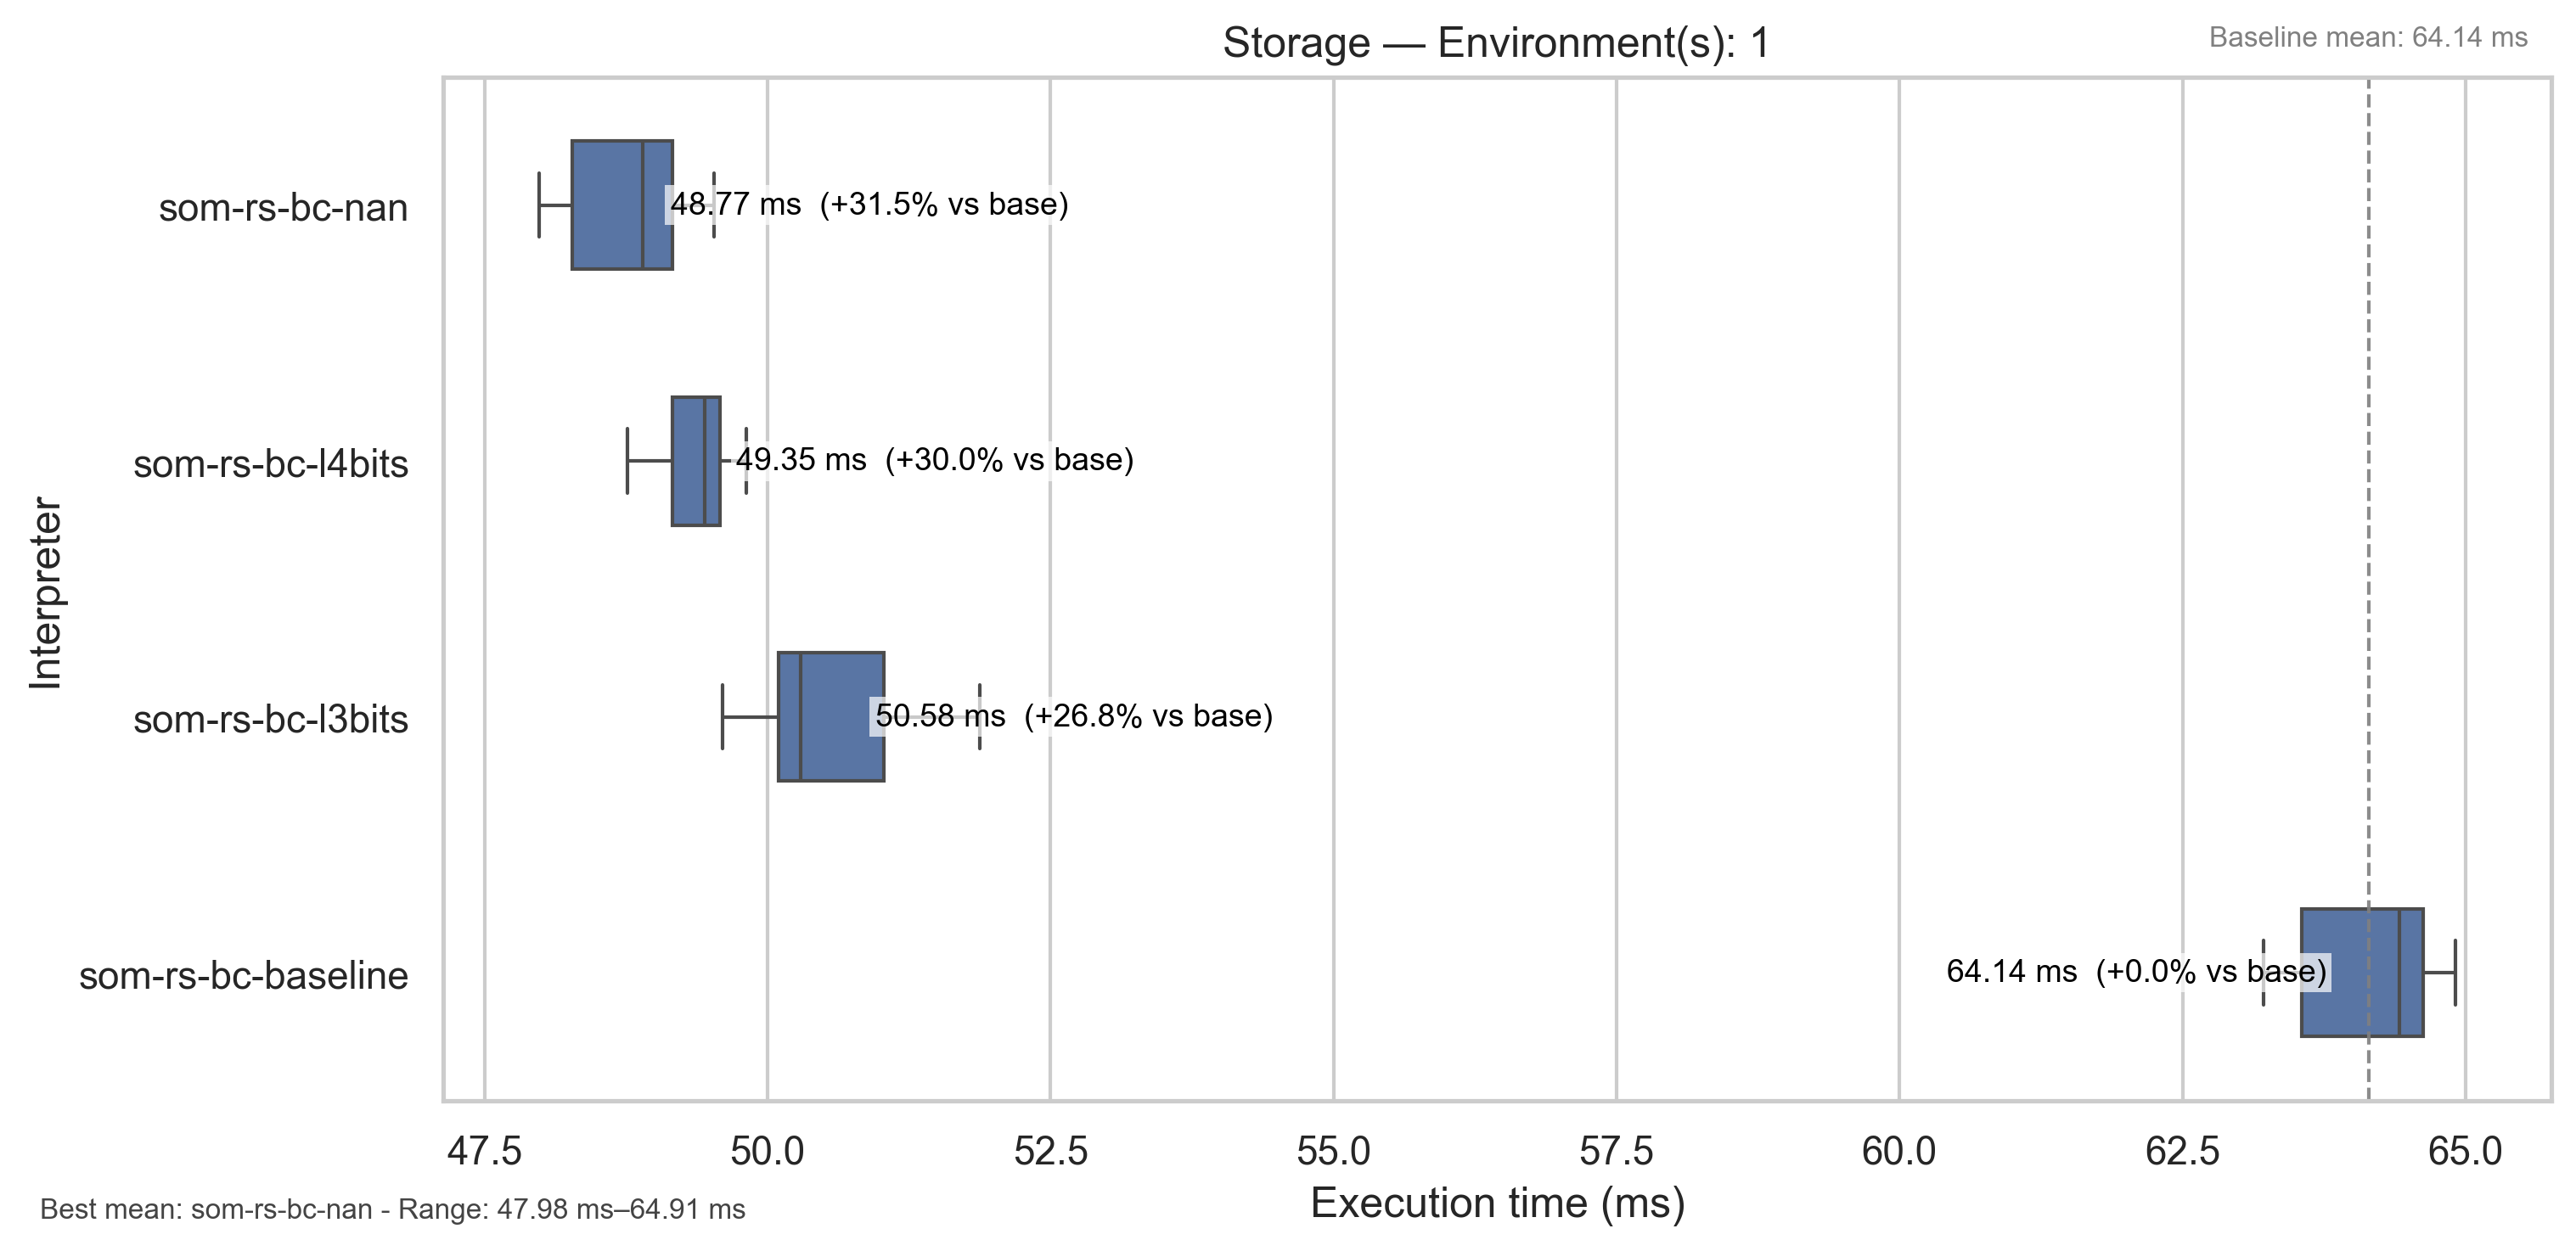 Storage — Environment(s): 1
Baseline mean: 64.14 ms
Interpreter
som-rs-bc-nan
48.77 ms  (+31.5% vs base)
som-rs-bc-l4bits
49.35 ms  (+30.0% vs base)
som-rs-bc-l3bits
50.58 ms  (+26.8% vs base)
som-rs-bc-baseline
64.14 ms  (+0.0% vs base)
47.5 50.0 52.5 55.0 57.5 60.0 62.5 65.0
Execution time (ms)
Best mean: som-rs-bc-nan - Range: 47.98 ms–64.91 ms